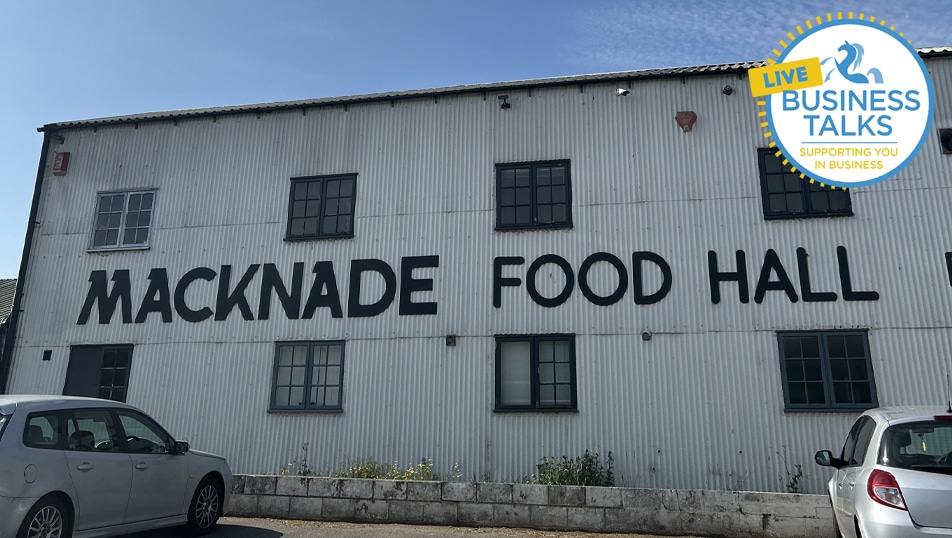 LIVE
BUSINESS
TALKS
SUPPORTING YOU
IN BUSINESS
MACKNADE FOOD HALL